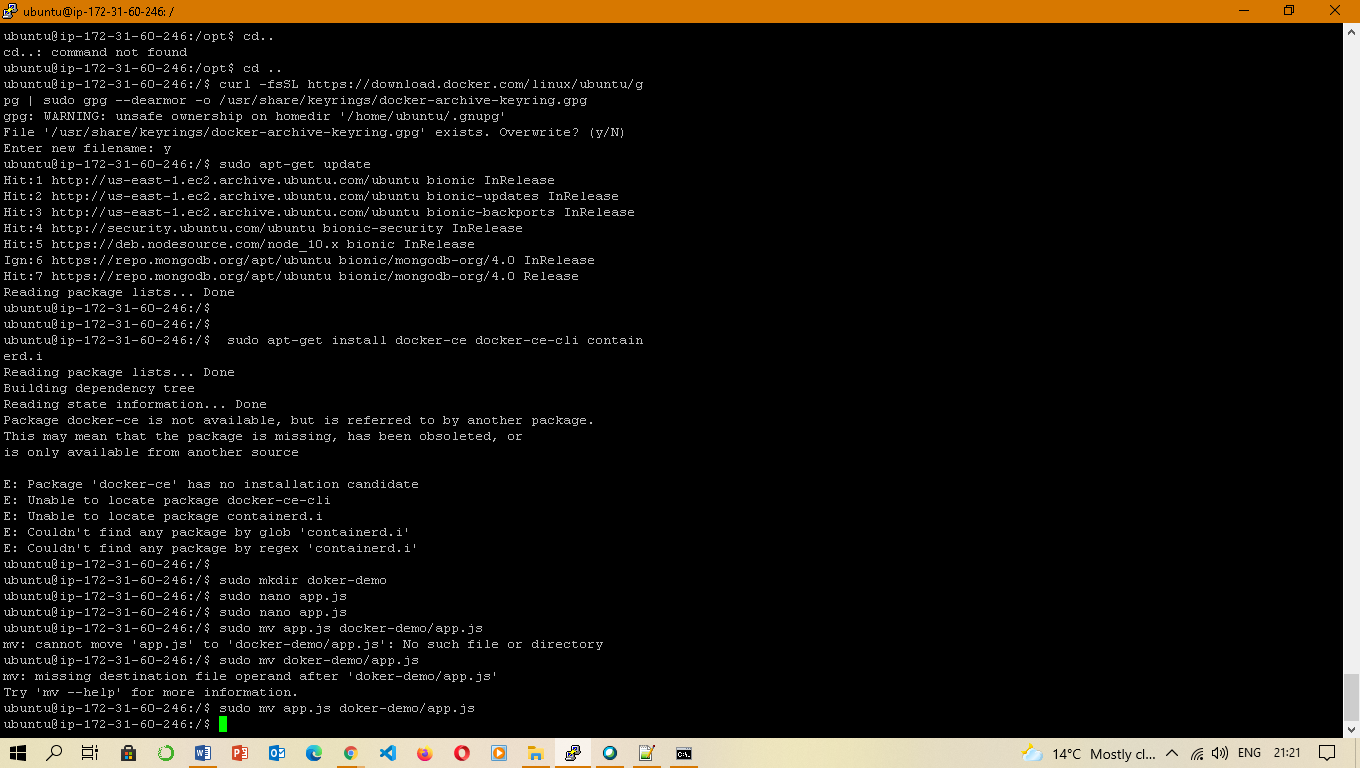 ubuntu@ip-172-31-60-246: /
ubuntu@ip-172-31-60-246:/opt$ cd..
cd..: command not found
ubuntu@ip-172-31-60-246:/opt$ cd ..
ubuntu@ip-172-31-60-246:/$ curl -fsSL https://download.docker.com/linux/ubuntu/g
pg | sudo gpg --dearmor -o /usr/share/keyrings/docker-archive-keyring.gpg
gpg: WARNING: unsafe ownership on homedir '/home/ubuntu/.gnupg'
File '/usr/share/keyrings/docker-archive-keyring.gpg' exists. Overwrite? (y/N)
Enter new filename: y
ubuntu@ip-172-31-60-246:/$ sudo apt-get update
Hit:1 http://us-east-1.ec2.archive.ubuntu.com/ubuntu bionic InRelease
Hit:2 http://us-east-1.ec2.archive.ubuntu.com/ubuntu bionic-updates InRelease
Hit:3 http://us-east-1.ec2.archive.ubuntu.com/ubuntu bionic-backports InRelease
Hit:4 http://security.ubuntu.com/ubuntu bionic-security InRelease
Hit:5 https://deb.nodesource.com/node_10.x bionic InRelease
Ign:6 https://repo.mongodb.org/apt/ubuntu bionic/mongodb-org/4.0 InRelease
Hit:7 https://repo.mongodb.org/apt/ubuntu bionic/mongodb-org/4.0 Release
Reading package lists... Done
ubuntu@ip-172-31-60-246:/$
ubuntu@ip-172-31-60-246:/$
ubuntu@ip-172-31-60-246:/$  sudo apt-get install docker-ce docker-ce-cli contain
erd.i
Reading package lists... Done
Building dependency tree
Reading state information... Done
Package docker-ce is not available, but is referred to by another package.
This may mean that the package is missing, has been obsoleted, or
is only available from another source
E: Package 'docker-ce' has no installation candidate
E: Unable to locate package docker-ce-cli
E: Unable to locate package containerd.i
E: Couldn't find any package by glob 'containerd.i'
E: Couldn't find any package by regex 'containerd.i'
ubuntu@ip-172-31-60-246:/$
ubuntu@ip-172-31-60-246:/$ sudo mkdir doker-demo
ubuntu@ip-172-31-60-246:/$ sudo nano app.js
ubuntu@ip-172-31-60-246:/$ sudo nano app.js
ubuntu@ip-172-31-60-246:/$ sudo mv app.js docker-demo/app.js
mv: cannot move 'app.js' to 'docker-demo/app.js': No such file or directory
ubuntu@ip-172-31-60-246:/$ sudo mv doker-demo/app.js
mv: missing destination file operand after 'doker-demo/app.js'
Try 'mv --help' for more information.
ubuntu@ip-172-31-60-246:/$ sudo mv app.js doker-demo/app.js
ubuntu@ip-172-31-60-246:/$
14°C Mostly cl... ENG 21:21